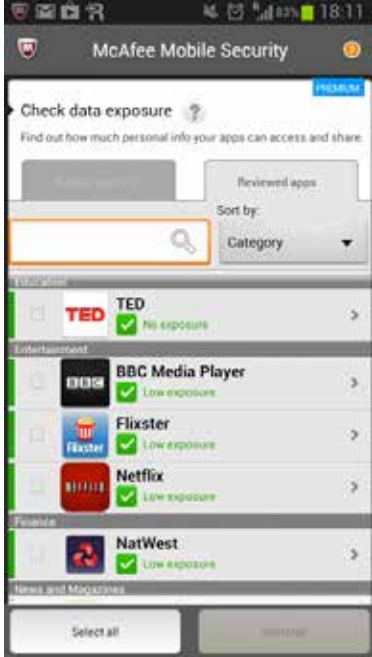 83% 18:11
McAfee Mobile Security
PREMIUM
Check data exposure ?
Find out how much personal info your apps can access and share.
Reviewed apps
Sort by:
Category
Education
TED
TED
No exposure
Entertainment
BBC
BBC Media Player
Low exposure
Flixster
Flixster
Low exposure
NETFLIX
Netflix
Low exposure
Finance
NatWest
Low exposure
News and Magazines
Select all